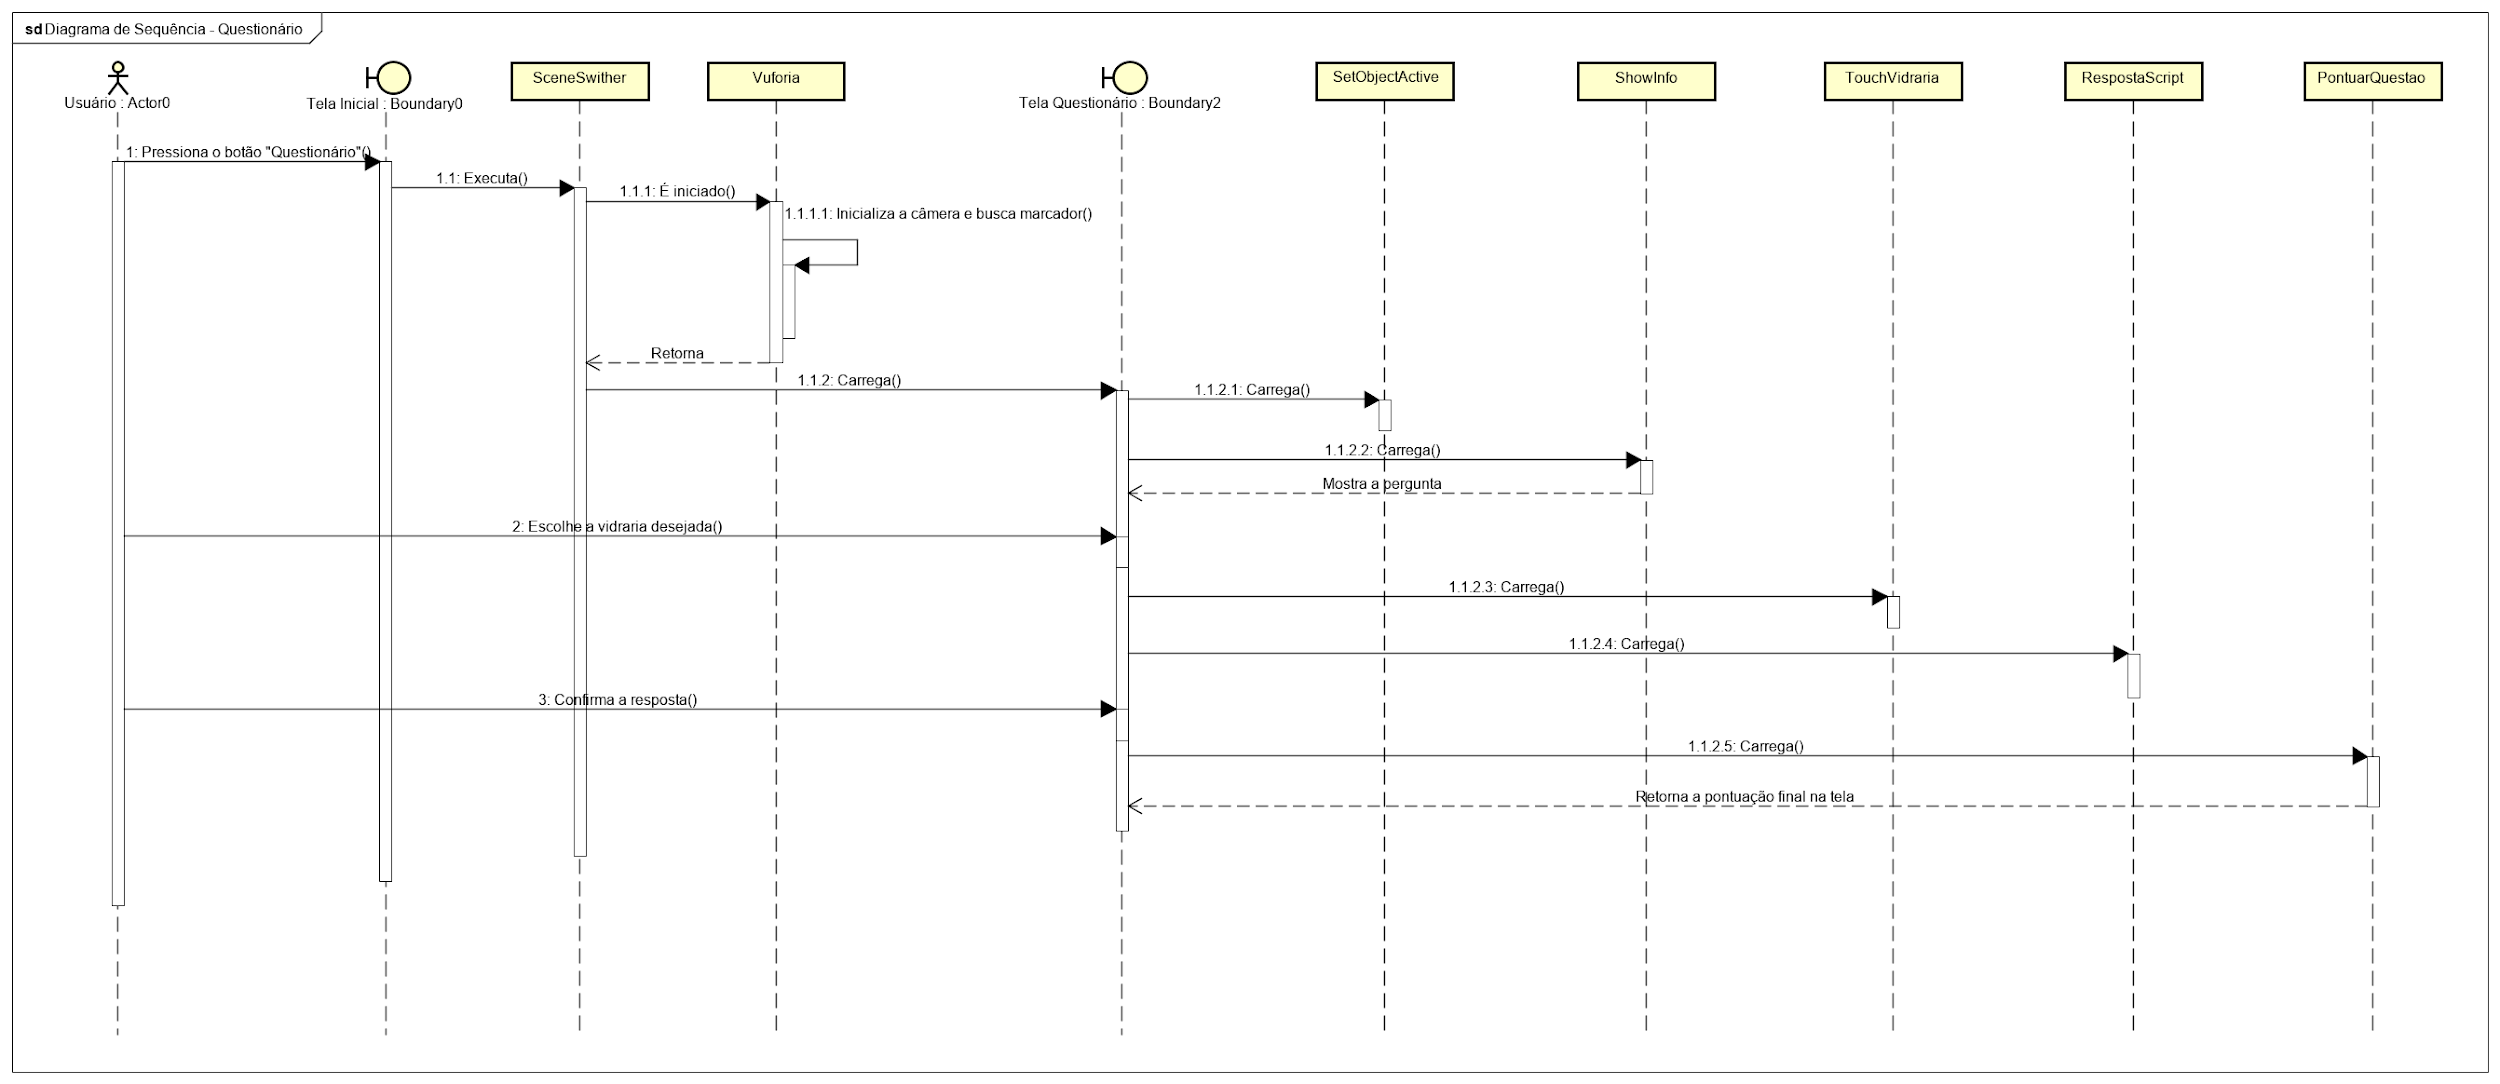 sd Diagrama de Sequência - Questionário
Usuário : Actor0
Tela Inicial : Boundary0
SceneSwither
Vuforia
Tela Questionário : Boundary2
SetObjectActive
ShowInfo
TouchVidraria
RespostaScript
PontuarQuestao
1: Pressiona o botão "Questionário"()
1.1: Executa()
1.1.1: É iniciado()
1.1.1.1: Inicializa a câmera e busca marcador()
Retorna
1.1.2: Carrega()
1.1.2.1: Carrega()
1.1.2.2: Carrega()
Mostra a pergunta
2: Escolhe a vidraria desejada()
1.1.2.3: Carrega()
1.1.2.4: Carrega()
3: Confirma a resposta()
1.1.2.5: Carrega()
Retorna a pontuação final na tela